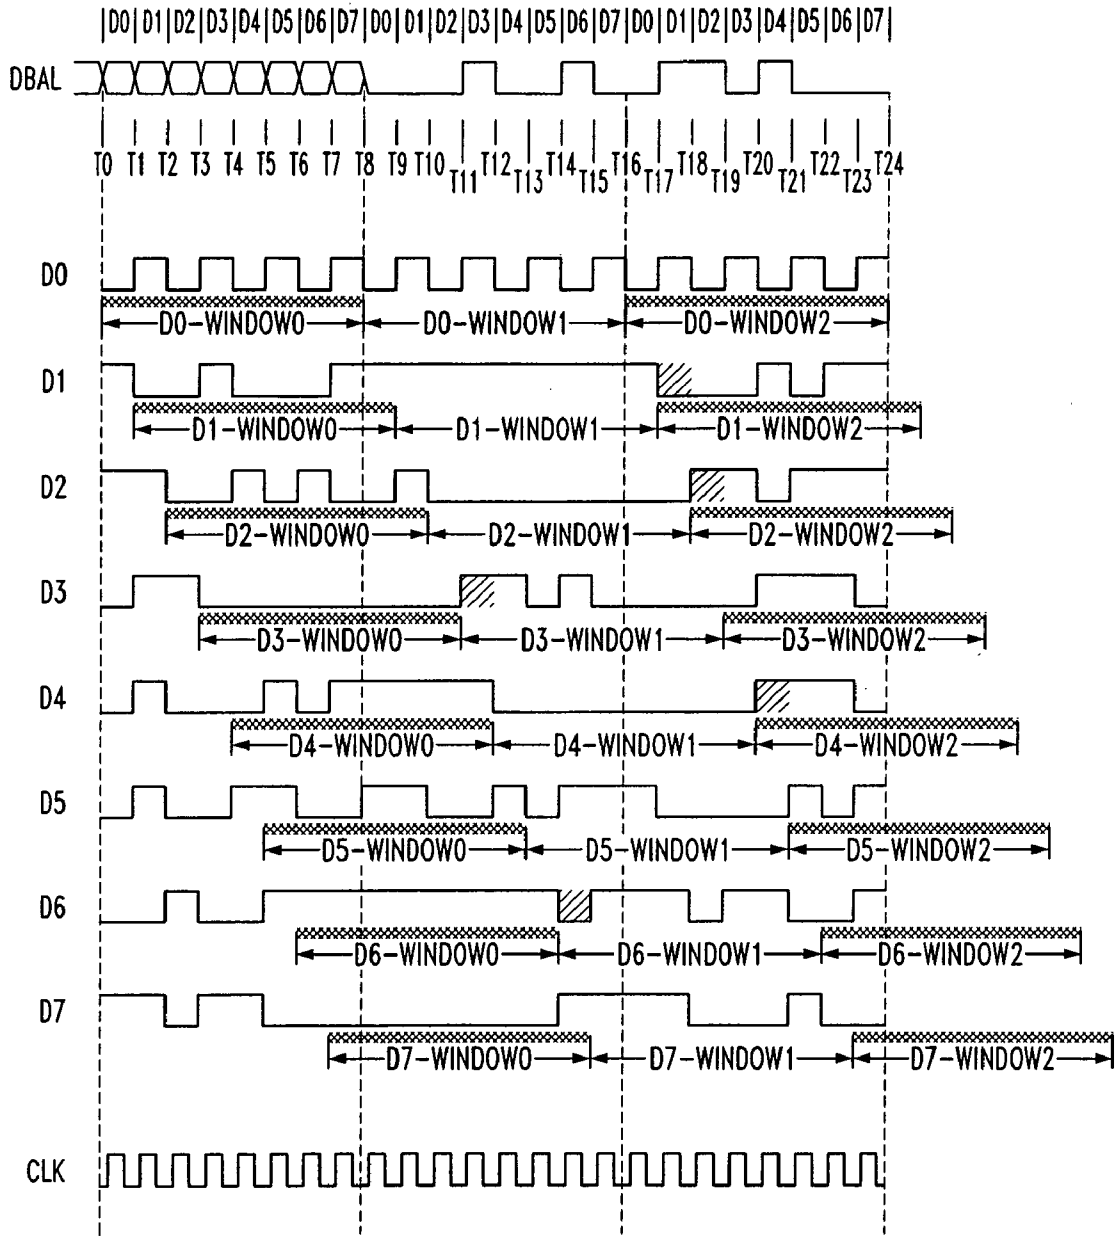 D0 D1 D2 D3 D4 D5 D6 D7 D0 D1 D2 D3 D4 D5 D6 D7 D0 D1 D2 D3 D4 D5 D6 D7
DBAL
T0 T1 T2 T3 T4 T5 T6 T7 T8 T9 T10 T11 T12 T13 T14 T15 T16 T17 T18 T19 T20 T21 T22 T23 T24
D0
D0-WINDOW0 D0-WINDOW1 D0-WINDOW2
D1
D1-WINDOW0 D1-WINDOW1 D1-WINDOW2
D2
D2-WINDOW0 D2-WINDOW1 D2-WINDOW2
D3
D3-WINDOW0 D3-WINDOW1 D3-WINDOW2
D4
D4-WINDOW0 D4-WINDOW1 D4-WINDOW2
D5
D5-WINDOW0 D5-WINDOW1 D5-WINDOW2
D6
D6-WINDOW0 D6-WINDOW1 D6-WINDOW2
D7
D7-WINDOW0 D7-WINDOW1 D7-WINDOW2
CLK